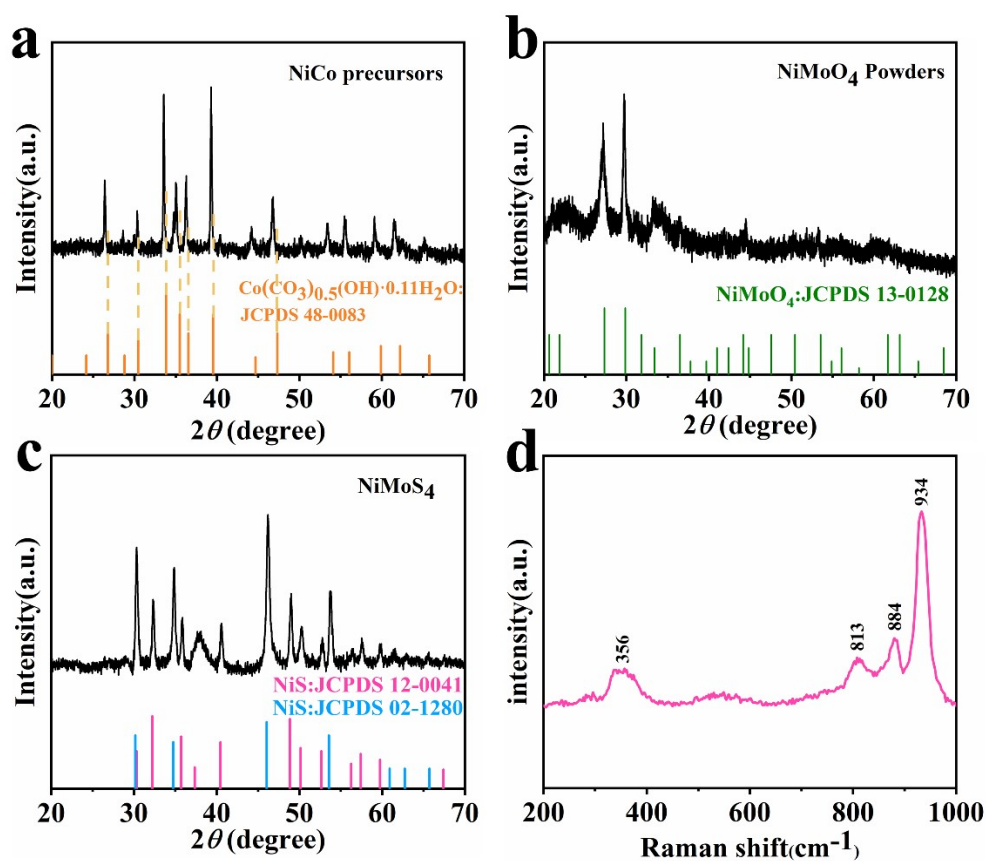 a
NiCo precursors
Intensity(a.u.)
Co(CO3)0.5(OH)·0.11H2O:
JCPDS 48-0083
20 30 40 50 60 70
2θ (degree)
b
NiMoO4 Powders
Intensity(a.u.)
NiMoO4:JCPDS 13-0128
20 30 40 50 60 70
2θ (degree)
c
NiMoS4
Intensity(a.u.)
NiS:JCPDS 12-0041
NiS:JCPDS 02-1280
20 30 40 50 60 70
2θ (degree)
d
intensity(a.u.)
356
813
884
934
200 400 600 800 1000
Raman shift(cm-1)